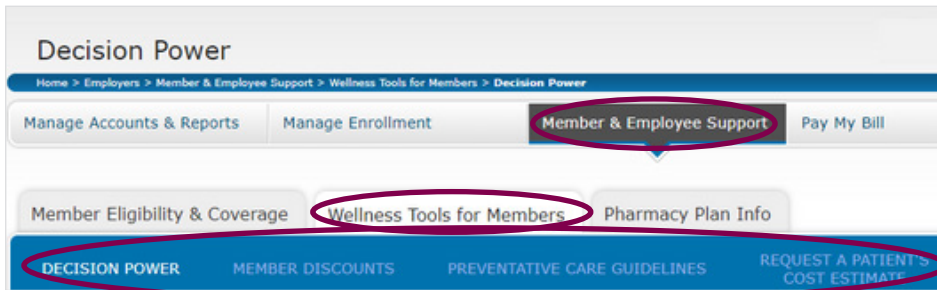 Decision Power
Home > Employers > Member & Employee Support > Wellness Tools for Members > Decision Power
Manage Accounts & Reports Manage Enrollment Member & Employee Support Pay My Bill
Member Eligibility & Coverage Wellness Tools for Members Pharmacy Plan Info
DECISION POWER MEMBER DISCOUNTS PREVENTATIVE CARE GUIDELINES REQUEST A PATIENT'S
COST ESTIMATE